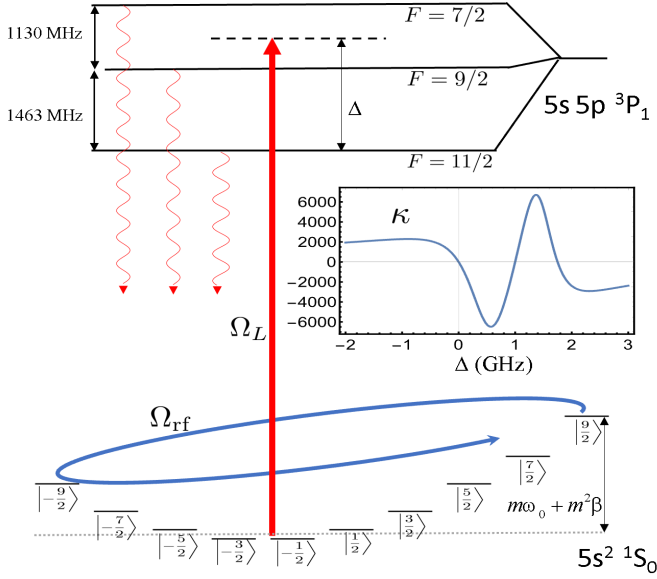 1130 MHz
F = 7/2
F = 9/2
5s 5p ³P₁
1463 MHz
Δ
F = 11/2
κ
6000
4000
2000
0
−2000
−4000
−6000
−2 −1 0 1 2 3
Δ (GHz)
Ω_L
Ω_rf
|9/2⟩
|7/2⟩
|5/2⟩
|3/2⟩
|1/2⟩
|−1/2⟩
|−3/2⟩
|−5/2⟩
|−7/2⟩
|−9/2⟩
mω₀ + m²β
5s² ¹S₀